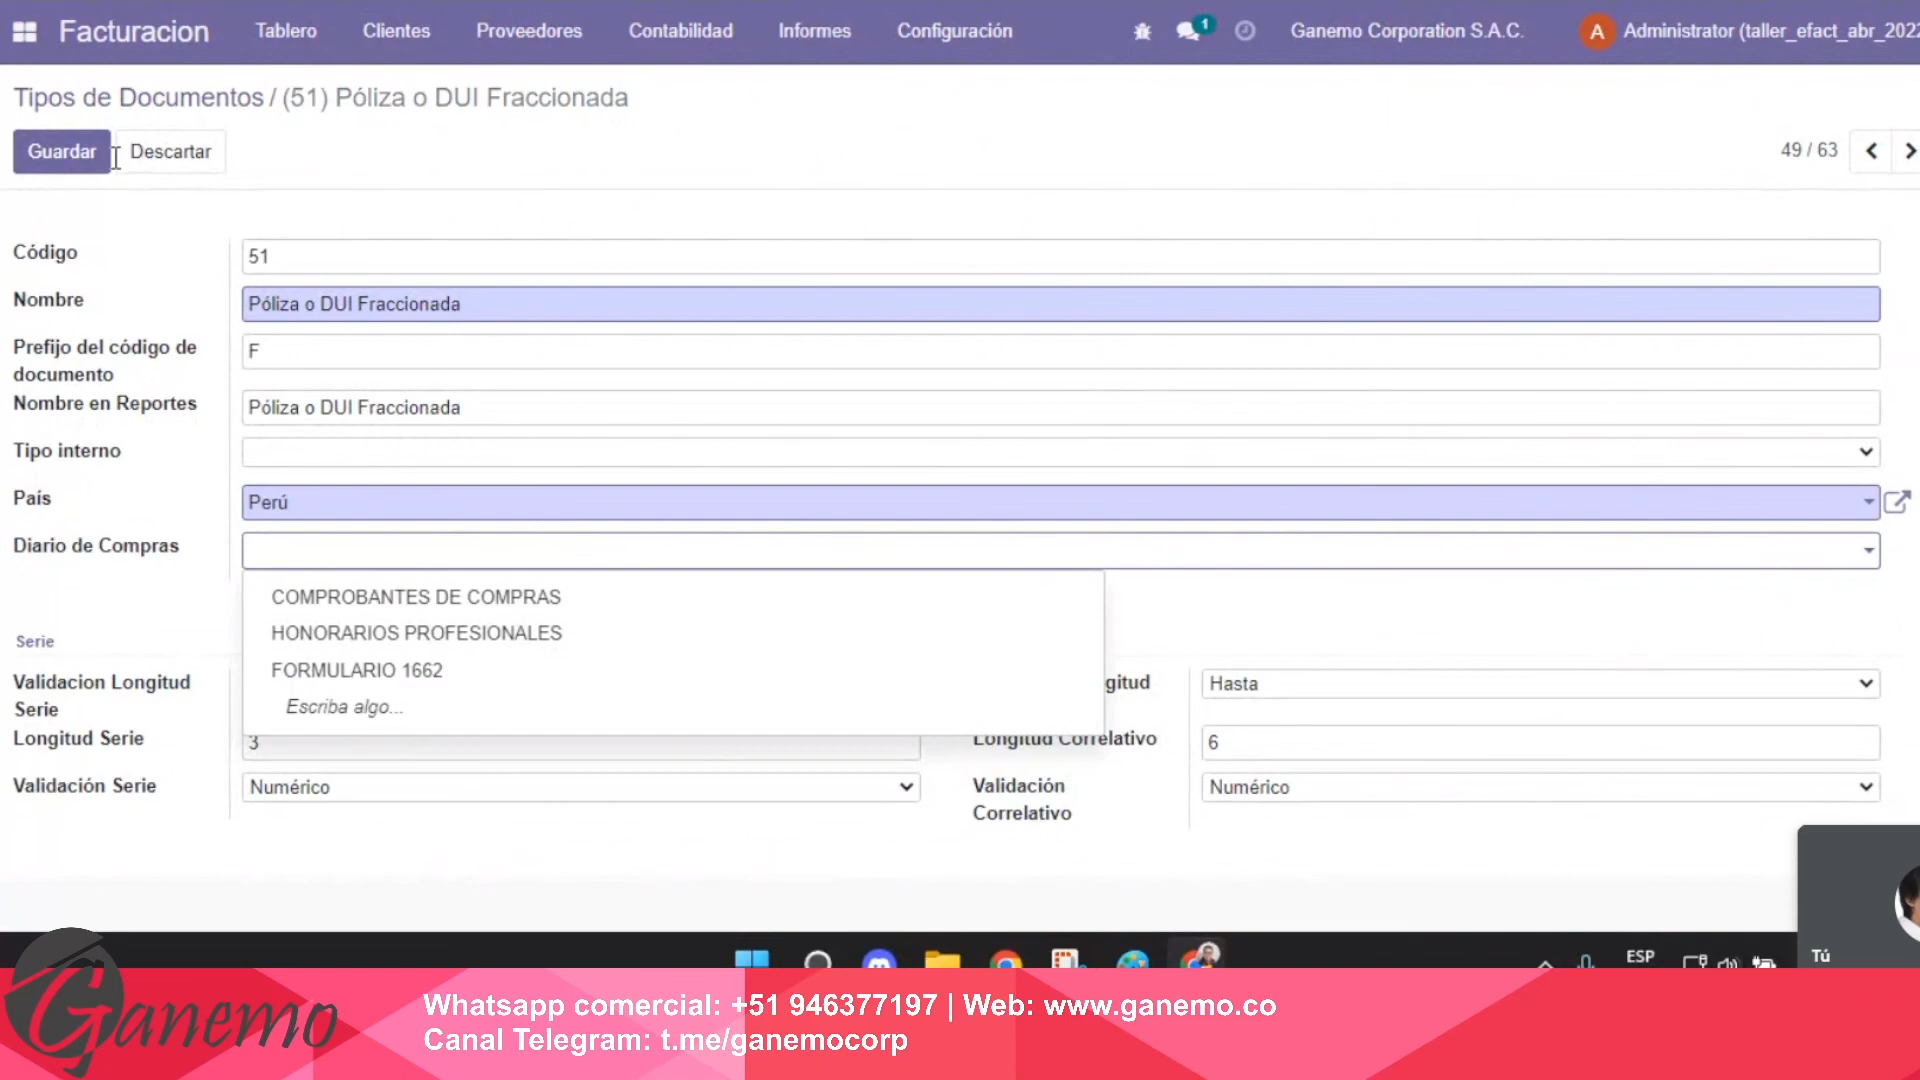 Facturacion Tablero Clientes Proveedores Contabilidad Informes Configuración 1 Ganemo Corporation S.A.C. A Administrator (taller_efact_abr_2022
Tipos de Documentos / (51) Póliza o DUI Fraccionada
Guardar Descartar 49 / 63
Código 51
Nombre Póliza o DUI Fraccionada
Prefijo del código de documento F
Nombre en Reportes Póliza o DUI Fraccionada
Tipo interno
País Perú
Diario de Compras
COMPROBANTES DE COMPRAS
HONORARIOS PROFESIONALES
FORMULARIO 1662
Escriba algo...
Serie
Validacion Longitud Serie
gitud Hasta
Longitud Serie 3
Longitud Correlativo 6
Validación Serie Numérico
Validación Correlativo Numérico
Tú
ESP
Ganemo
Whatsapp comercial: +51 946377197 | Web: www.ganemo.co
Canal Telegram: t.me/ganemocorp